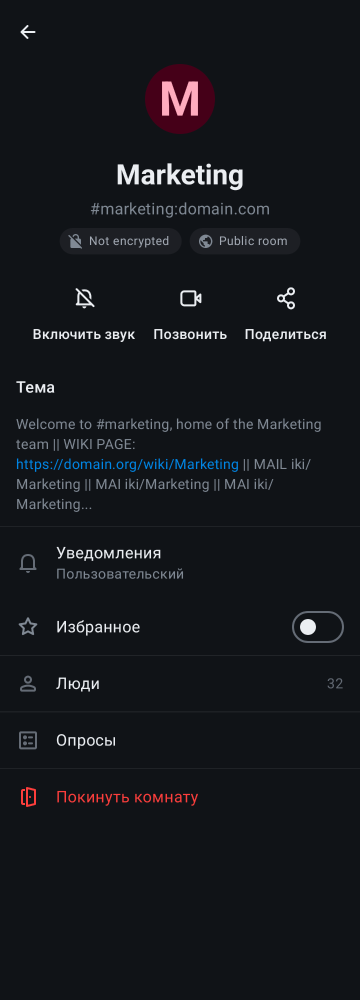 M
Marketing
#marketing:domain.com
Not encrypted Public room
Включить звук Позвонить Поделиться
Тема
Welcome to #marketing, home of the Marketing
team || WIKI PAGE:
https://domain.org/wiki/Marketing || MAIL iki/
Marketing || MAI iki/Marketing || MAI iki/
Marketing...
Уведомления
Пользовательский
Избранное
Люди 32
Опросы
Покинуть комнату